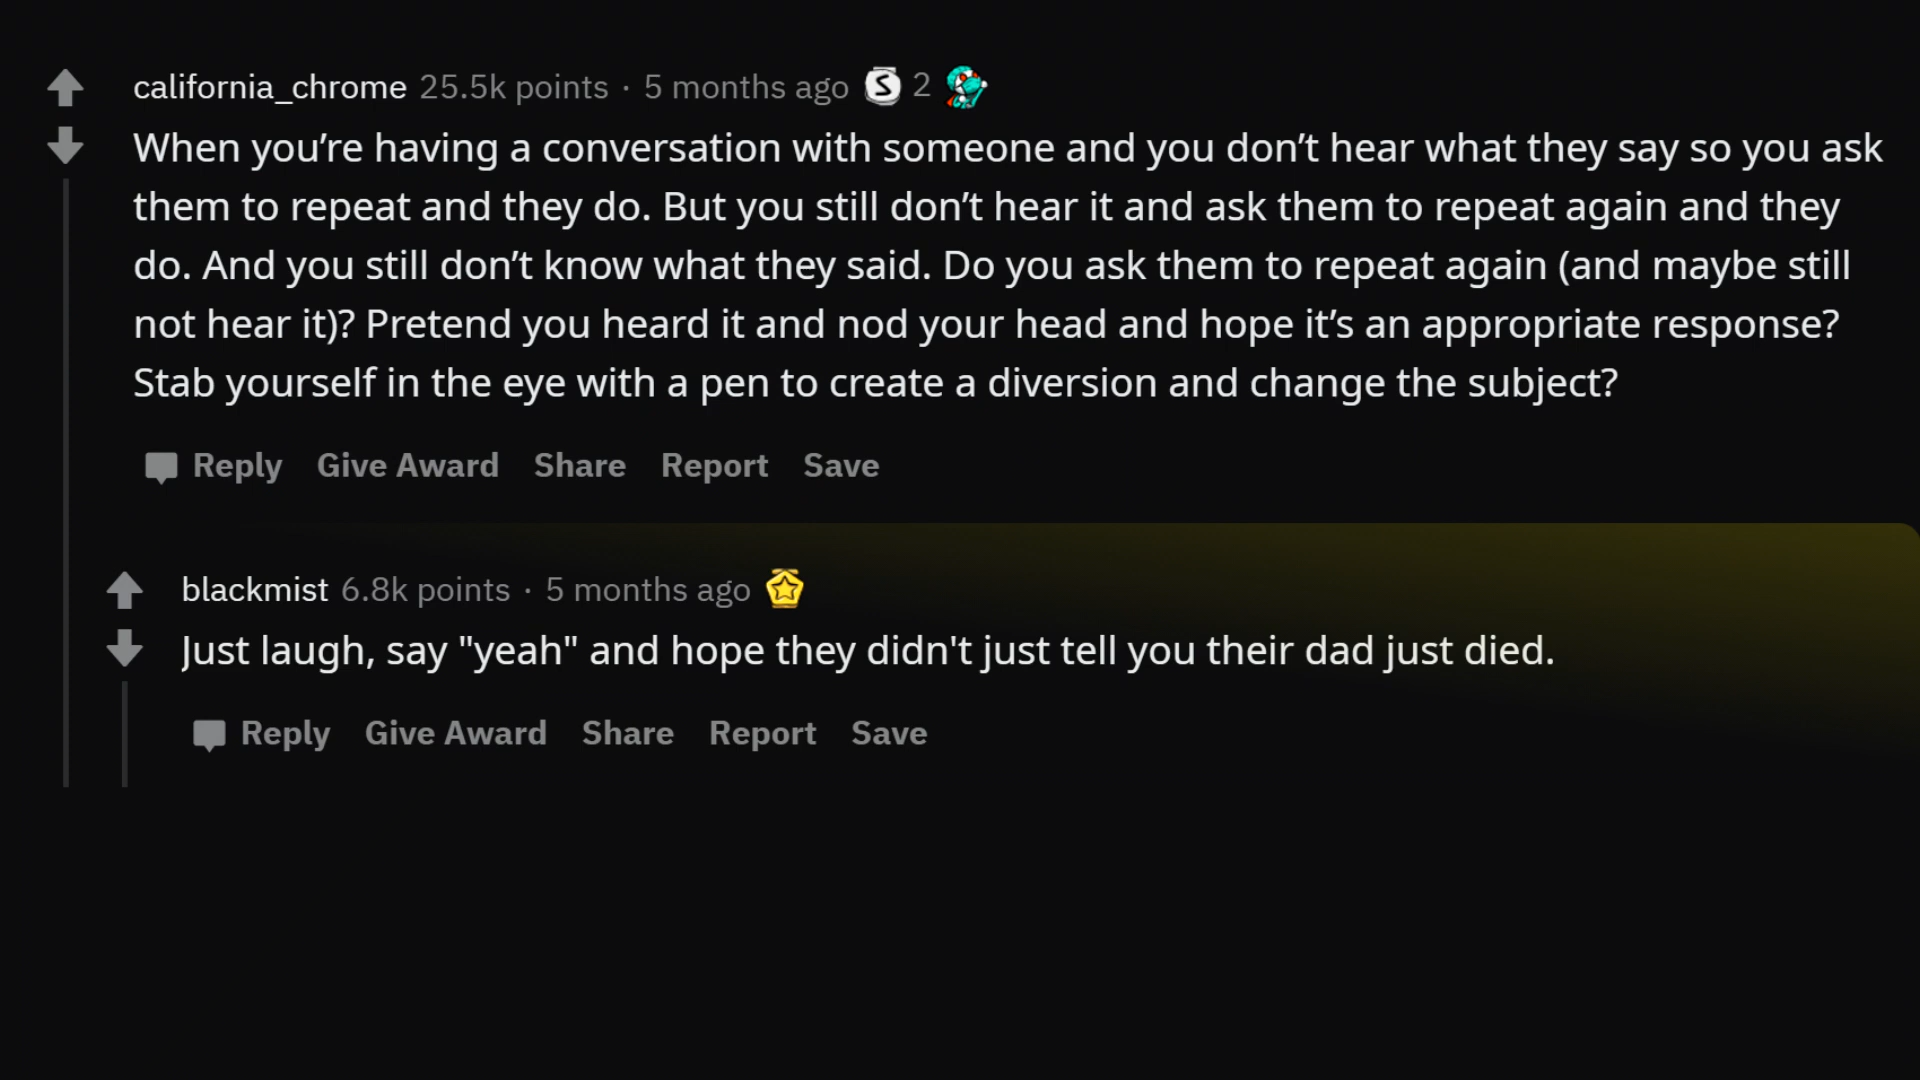 california_chrome 25.5k points · 5 months ago S 2
When you’re having a conversation with someone and you don’t hear what they say so you ask
them to repeat and they do. But you still don’t hear it and ask them to repeat again and they
do. And you still don’t know what they said. Do you ask them to repeat again (and maybe still
not hear it)? Pretend you heard it and nod your head and hope it’s an appropriate response?
Stab yourself in the eye with a pen to create a diversion and change the subject?
Reply Give Award Share Report Save
blackmist 6.8k points · 5 months ago
Just laugh, say "yeah" and hope they didn't just tell you their dad just died.
Reply Give Award Share Report Save